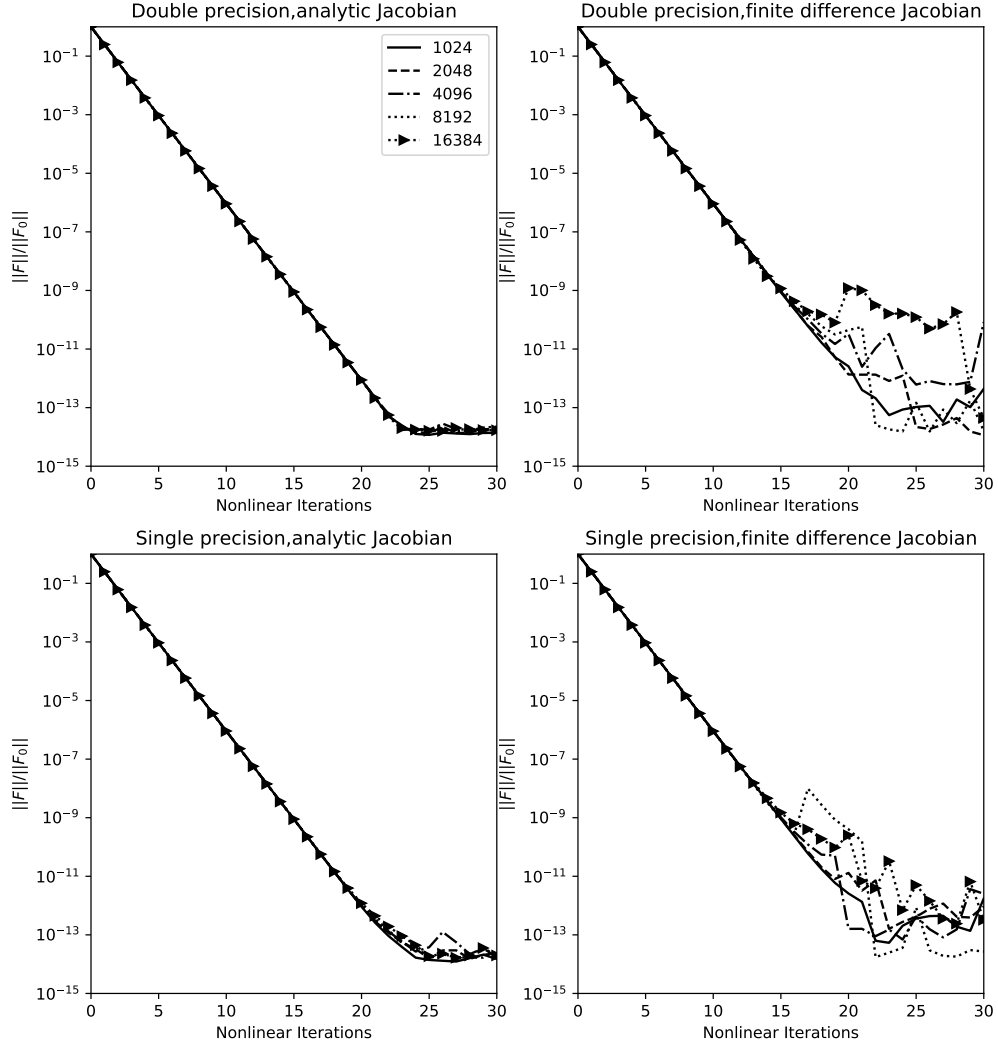 Double precision,analytic Jacobian
10^{-1}
10^{-3}
10^{-5}
10^{-7}
10^{-9}
10^{-11}
10^{-13}
10^{-15}
||F||/||F_0||
0 5 10 15 20 25 30
Nonlinear Iterations
1024
2048
4096
8192
16384
Double precision,finite difference Jacobian
10^{-1}
10^{-3}
10^{-5}
10^{-7}
10^{-9}
10^{-11}
10^{-13}
10^{-15}
||F||/||F_0||
0 5 10 15 20 25 30
Nonlinear Iterations
Single precision,analytic Jacobian
10^{-1}
10^{-3}
10^{-5}
10^{-7}
10^{-9}
10^{-11}
10^{-13}
10^{-15}
||F||/||F_0||
0 5 10 15 20 25 30
Nonlinear Iterations
Single precision,finite difference Jacobian
10^{-1}
10^{-3}
10^{-5}
10^{-7}
10^{-9}
10^{-11}
10^{-13}
10^{-15}
||F||/||F_0||
0 5 10 15 20 25 30
Nonlinear Iterations